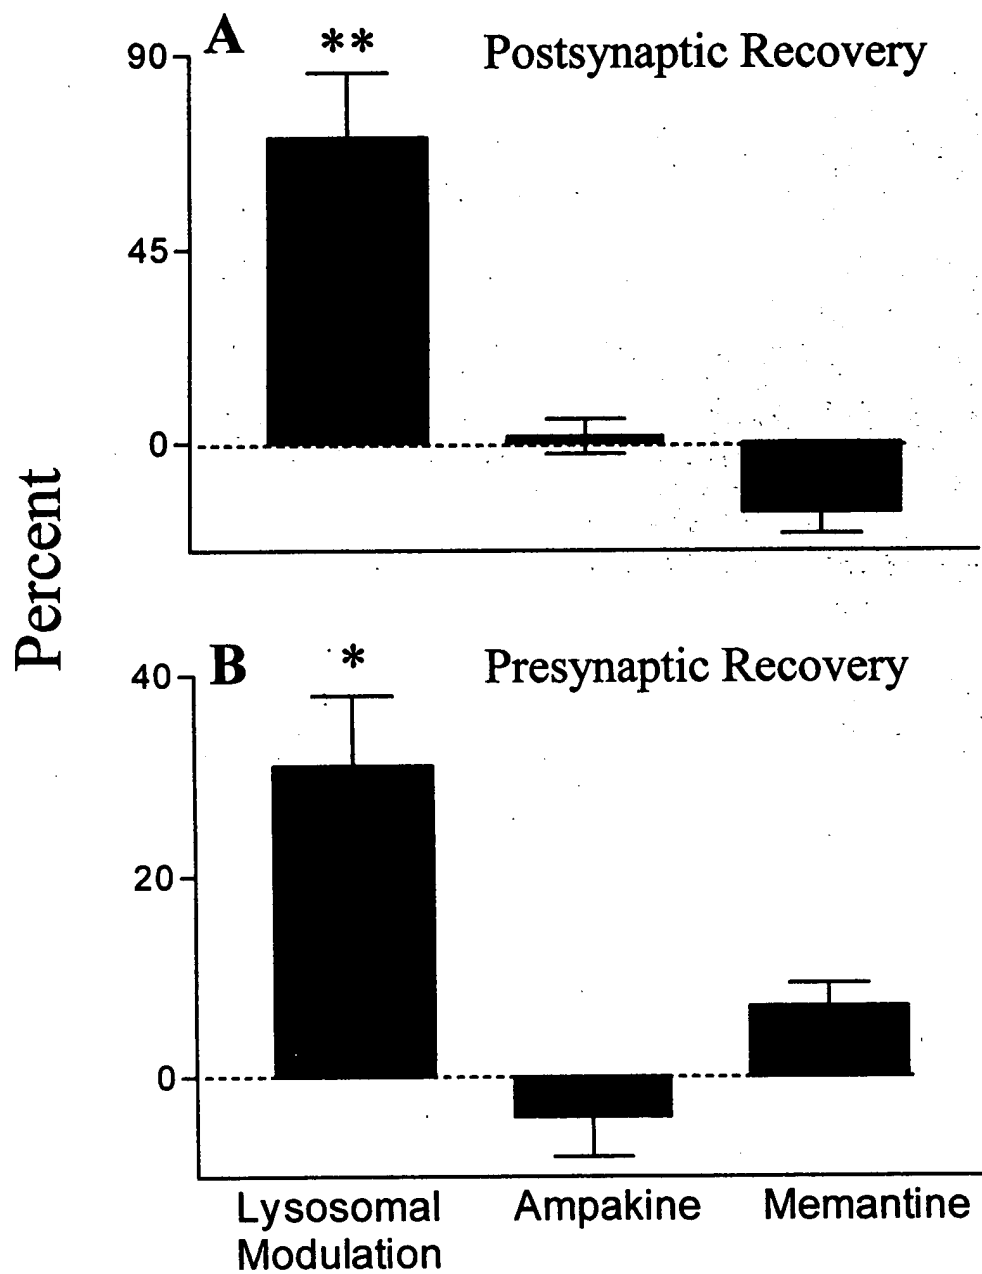 A ** Postsynaptic Recovery
90
45
0
Percent
B * Presynaptic Recovery
40
20
0
Lysosomal
Modulation
Ampakine
Memantine